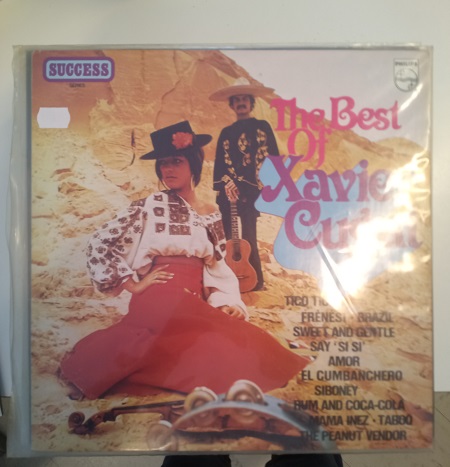 SUCCESS
PHILIPS
The Best
Of
Xavier
Cugat
TICO
FRENESI • BRAZIL
SWEET AND GENTLE
SAY 'SI SI'
AMOR
EL CUMBANCHERO
SIBONEY
RUM AND COCA-COLA
MAMA INEZ • TABOO
THE PEANUT VENDOR